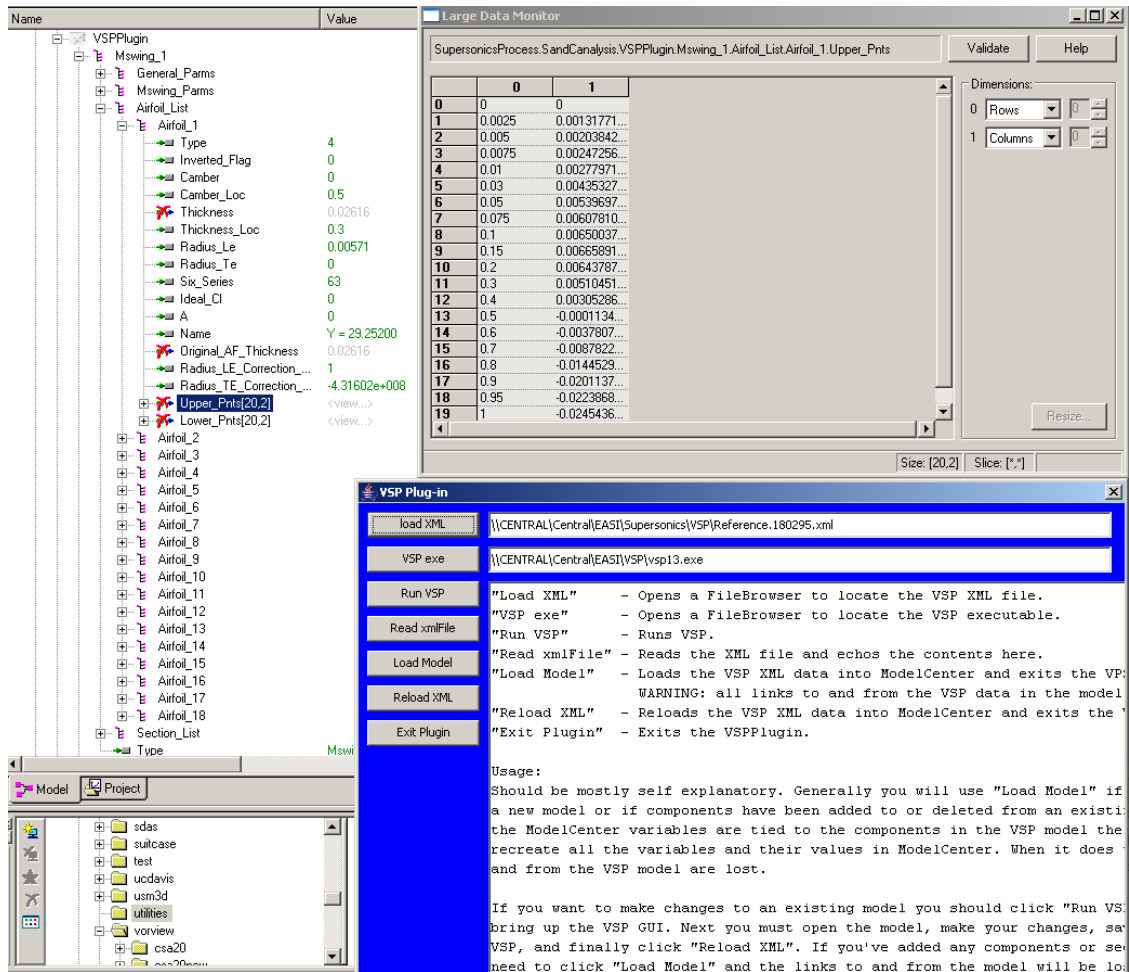 Name Value
VSPPlugin
Mswing_1
General_Parms
Mswing_Parms
Airfoil_List
Airfoil_1
Type 4
Inverted_Flag 0
Camber 0
Camber_Loc 0.5
Thickness 0.02616
Thickness_Loc 0.3
Radius_Le 0.00571
Radius_Te 0
Six_Series 63
Ideal_Cl 0
A 0
Name Y = 29.25200
Original_AF_Thickness 0.02616
Radius_LE_Correction_... 1
Radius_TE_Correction_... -4.31602e+008
Upper_Pnts[20,2] <view...>
Lower_Pnts[20,2] <view...>
Airfoil_2
Airfoil_3
Airfoil_4
Airfoil_5
Airfoil_6
Airfoil_7
Airfoil_8
Airfoil_9
Airfoil_10
Airfoil_11
Airfoil_12
Airfoil_13
Airfoil_14
Airfoil_15
Airfoil_16
Airfoil_17
Airfoil_18
Section_List
Type Mswi
Model Project
sdas
suitcase
test
ucdavis
usm3d
utilities
vorview
csa20
Large Data Monitor
SupersonicsProcess.SandCanalysis.VSPPlugin.Mswing_1.Airfoil_List.Airfoil_1.Upper_Pnts Validate Help
0 1
0 0 0
1 0.0025 0.00131771...
2 0.005 0.00203842...
3 0.0075 0.00247256...
4 0.01 0.00277971...
5 0.03 0.00435327...
6 0.05 0.00539697...
7 0.075 0.00607810...
8 0.1 0.00650037...
9 0.15 0.00665891...
10 0.2 0.00643787...
11 0.3 0.00510451...
12 0.4 0.00305286...
13 0.5 -0.0001134...
14 0.6 -0.0037807...
15 0.7 -0.0087822...
16 0.8 -0.0144529...
17 0.9 -0.0201137...
18 0.95 -0.0223868...
19 1 -0.0245436...
Dimensions:
0 Rows 0
1 Columns 0
Resize...
Size: [20,2] Slice: [*,*]
VSP Plug-in
load XML \\CENTRAL\Central\EASI\Supersonics\VSP\Reference.180295.xml
VSP exe \\CENTRAL\Central\EASI\VSP\vsp13.exe
Run VSP
Read xmlFile
Load Model
Reload XML
Exit Plugin
"Load XML" - Opens a FileBrowser to locate the VSP XML file.
"VSP exe" - Opens a FileBrowser to locate the VSP executable.
"Run VSP" - Runs VSP.
"Read xmlFile" - Reads the XML file and echos the contents here.
"Load Model" - Loads the VSP XML data into ModelCenter and exits the
WARNING: all links to and from the VSP data in the model
"Reload XML" - Reloads the VSP XML data into ModelCenter and exits the
"Exit Plugin" - Exits the VSPPlugin.
Usage:
Should be mostly self explanatory. Generally you will use "Load Model" if
a new model or if components have been added to or deleted from an existi
the ModelCenter variables are tied to the components in the VSP model the
recreate all the variables and their values in ModelCenter. When it does
and from the VSP model are lost.
If you want to make changes to an existing model you should click "Run VS
bring up the VSP GUI. Next you must open the model, make your changes, sa
VSP, and finally click "Reload XML". If you've added any components or se
need to click "Load Model" and the links to and from the model will be lo